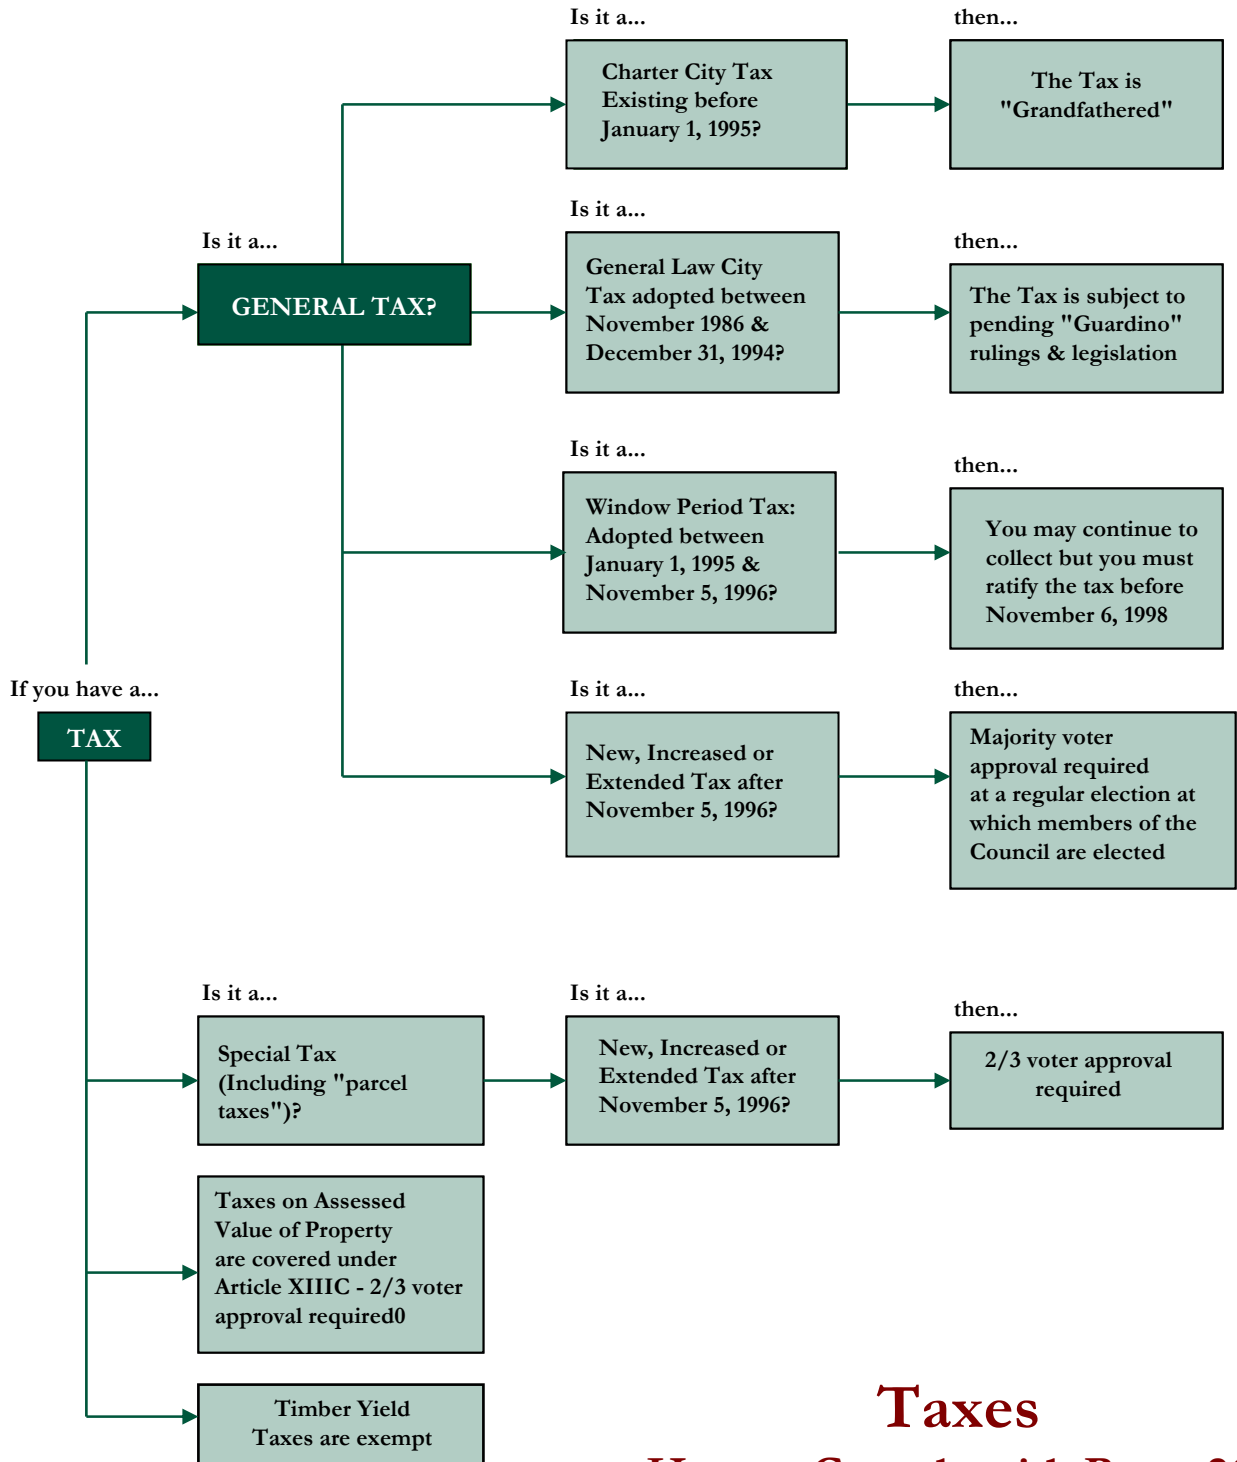 Is it a...
then...
Charter City Tax
Existing before
January 1, 1995?
The Tax is
"Grandfathered"
Is it a...
Is it a...
then...
GENERAL TAX?
General Law City
Tax adopted between
November 1986 &
December 31, 1994?
The Tax is subject to
pending "Guardino"
rulings & legislation
Is it a...
then...
Window Period Tax:
Adopted between
January 1, 1995 &
November 5, 1996?
You may continue to
collect but you must
ratify the tax before
November 6, 1998
If you have a...
TAX
Is it a...
then...
New, Increased or
Extended Tax after
November 5, 1996?
Majority voter
approval required
at a regular election at
which members of the
Council are elected
Is it a...
Is it a...
then...
Special Tax
(Including "parcel
taxes")?
New, Increased or
Extended Tax after
November 5, 1996?
2/3 voter approval
required
Taxes on Assessed
Value of Property
are covered under
Article XIIIC - 2/3 voter
approval required0
Timber Yield
Taxes are exempt
Taxes